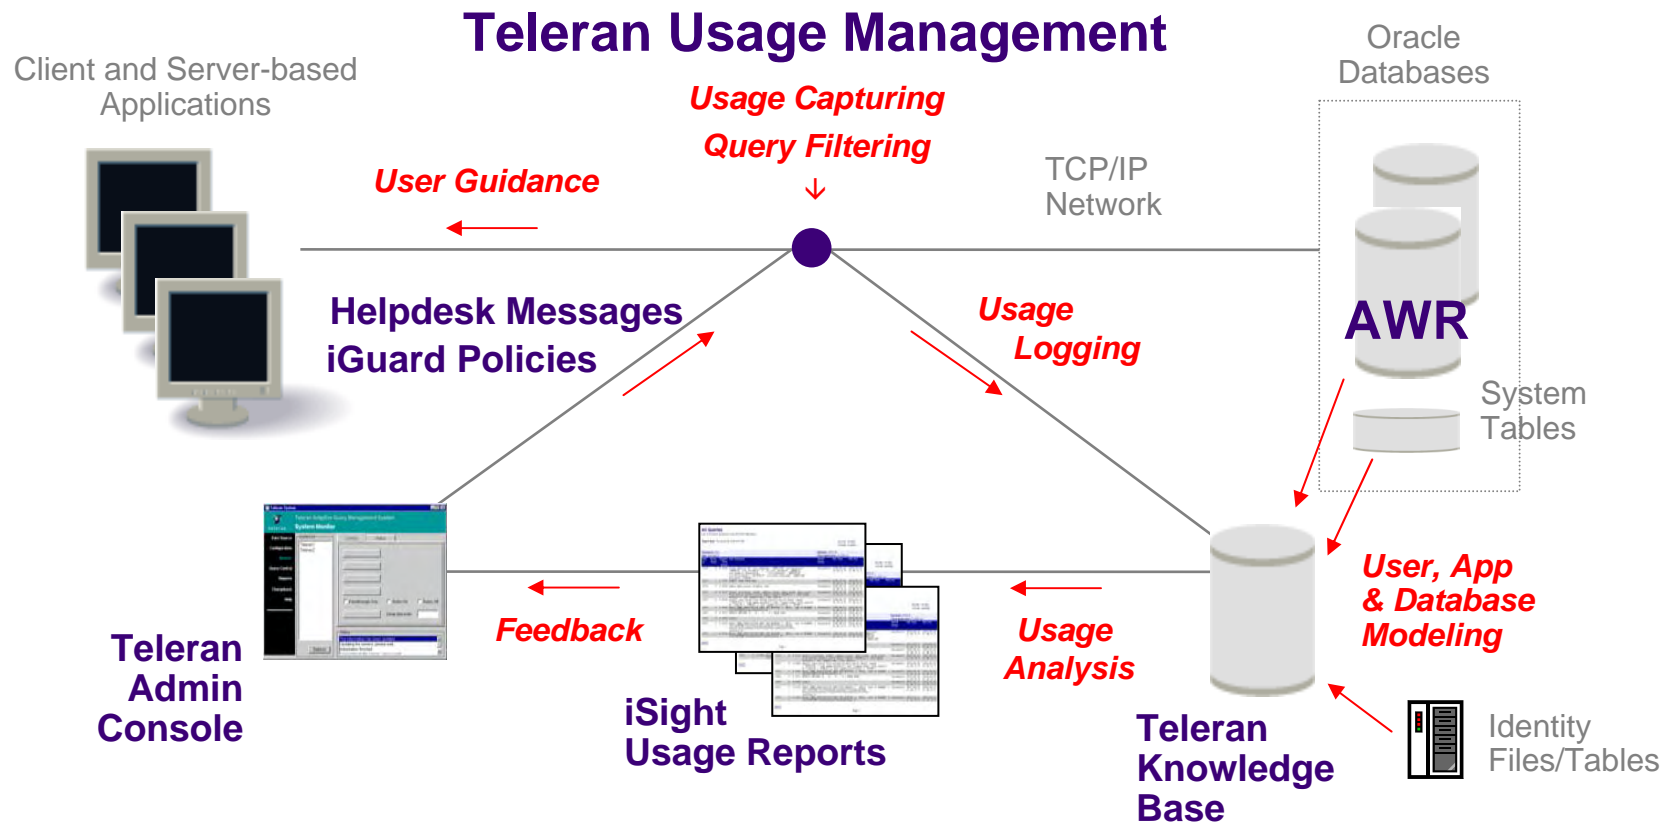 Teleran Usage Management
Client and Server-based
Applications
Usage Capturing
Query Filtering
Oracle
Databases
User Guidance
TCP/IP
Network
Helpdesk Messages
iGuard Policies
Usage
Logging
AWR
System
Tables
Teleran
Admin
Console
System Monitor
Feedback
iSight
Usage Reports
Usage
Analysis
User, App
& Database
Modeling
Teleran
Knowledge
Base
Identity
Files/Tables